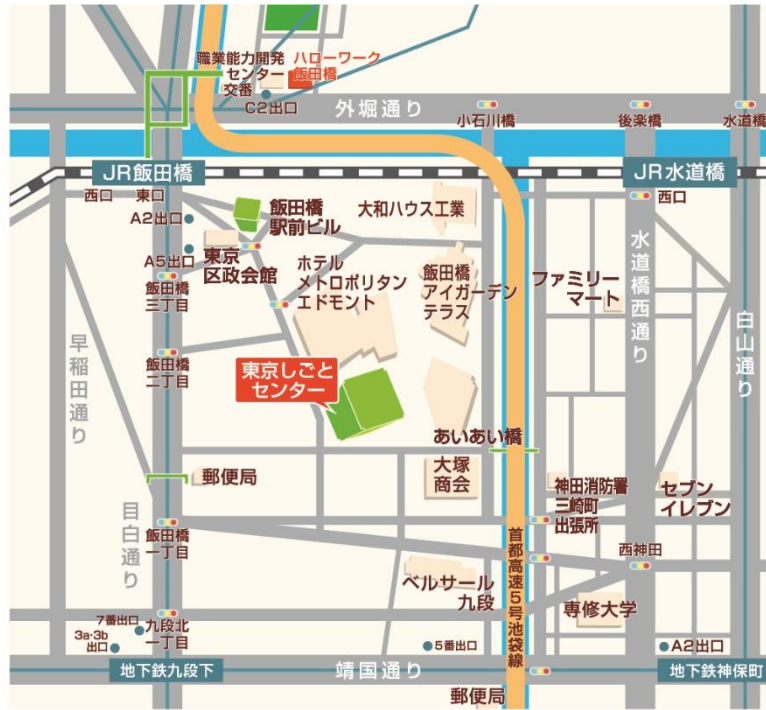 職業能力開発
センター
ハローワーク
飯田橋
交番
C2出口
外堀通り
小石川橋
後楽橋
水道橋
JR飯田橋
JR水道橋
西口
東口
A2出口
飯田橋
駅前ビル
大和ハウス工業
西口
A5出口
東京
区政会館
飯田橋
三丁目
ホテル
メトロポリタン
エドモント
飯田橋
アイガーデン
テラス
ファミリー
マート
水道橋西通り
白山通り
早稲田通り
飯田橋
二丁目
東京しごと
センター
あいあい橋
郵便局
大塚
商会
神田消防署
三崎町
出張所
セブン
イレブン
目白通り
飯田橋
一丁目
首都高速5号池袋線
西神田
ベルサール
九段
専修大学
7番出口
3a・3b
出口
九段北
一丁目
5番出口
A2出口
地下鉄九段下
靖国通り
地下鉄神保町
郵便局